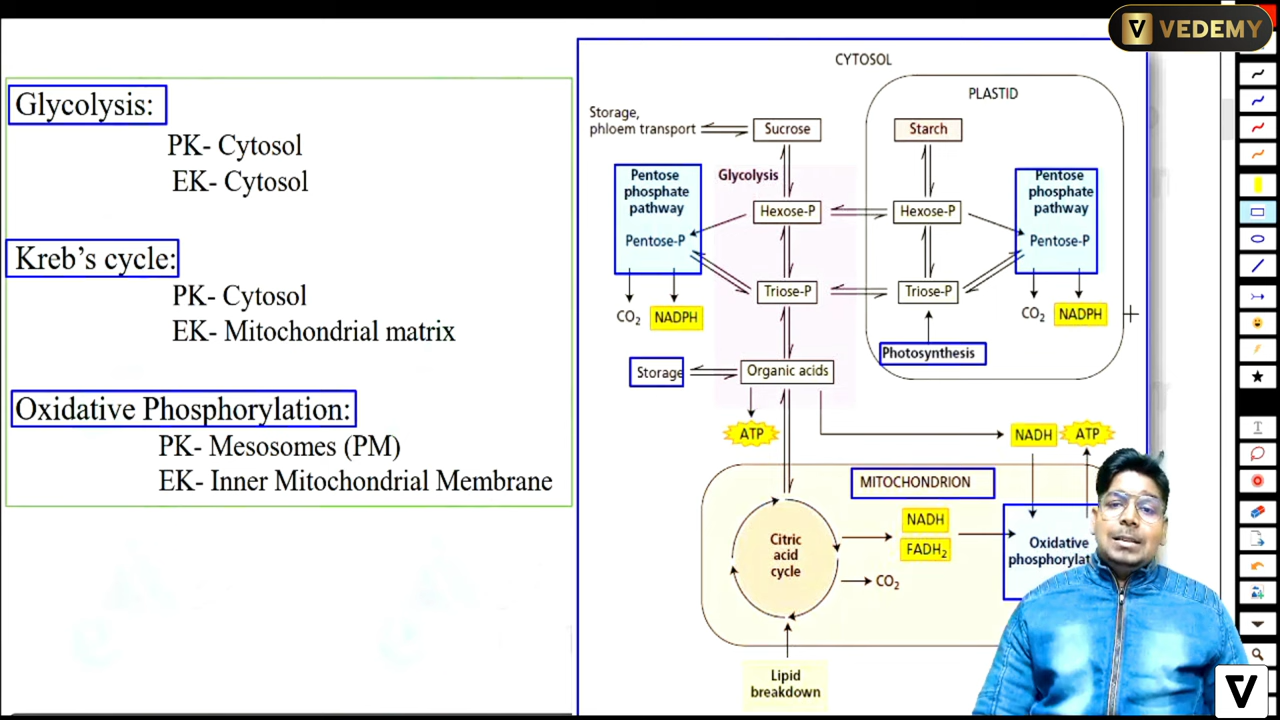 VEDEMY
Glycolysis:
PK- Cytosol
EK- Cytosol
Kreb’s cycle:
PK- Cytosol
EK- Mitochondrial matrix
Oxidative Phosphorylation:
PK- Mesosomes (PM)
EK- Inner Mitochondrial Membrane
CYTOSOL
PLASTID
Storage,
phloem transport
Sucrose
Starch
Glycolysis
Pentose
phosphate
pathway
Pentose-P
Hexose-P
Hexose-P
Pentose
phosphate
pathway
Pentose-P
Triose-P
Triose-P
CO₂
NADPH
CO₂
NADPH
Photosynthesis
Storage
Organic acids
ATP
NADH
ATP
MITOCHONDRION
Citric
acid
cycle
NADH
FADH₂
CO₂
Oxidative
Lipid
breakdown
T
V